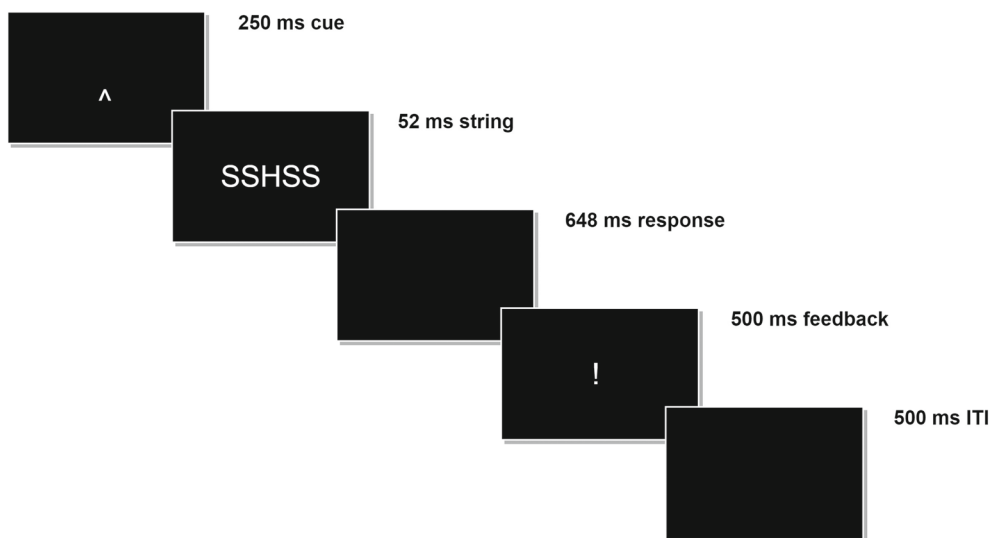 250 ms cue
^
52 ms string
SSHSS
648 ms response
500 ms feedback
!
500 ms ITI